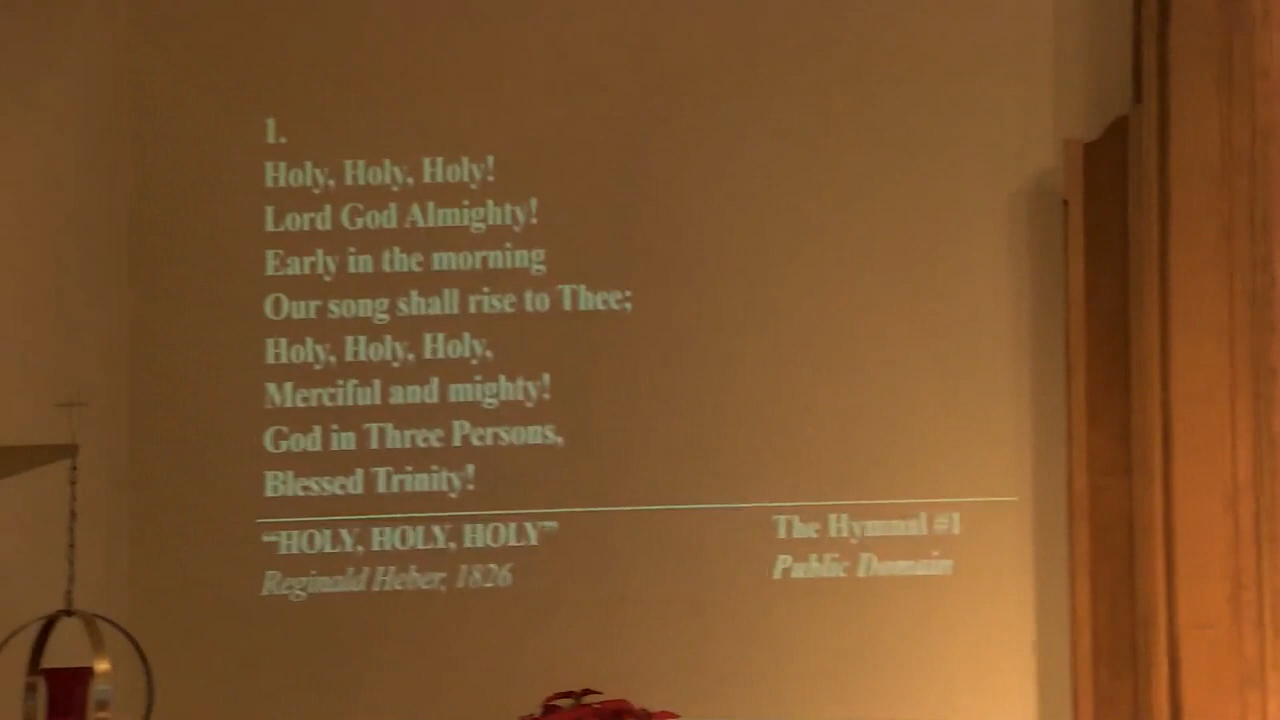 1.
Holy, Holy, Holy!
Lord God Almighty!
Early in the morning
Our song shall rise to Thee;
Holy, Holy, Holy,
Merciful and mighty!
God in Three Persons,
Blessed Trinity!
“HOLY, HOLY, HOLY”
Reginald Heber, 1826
The Hymnal #1
Public Domain